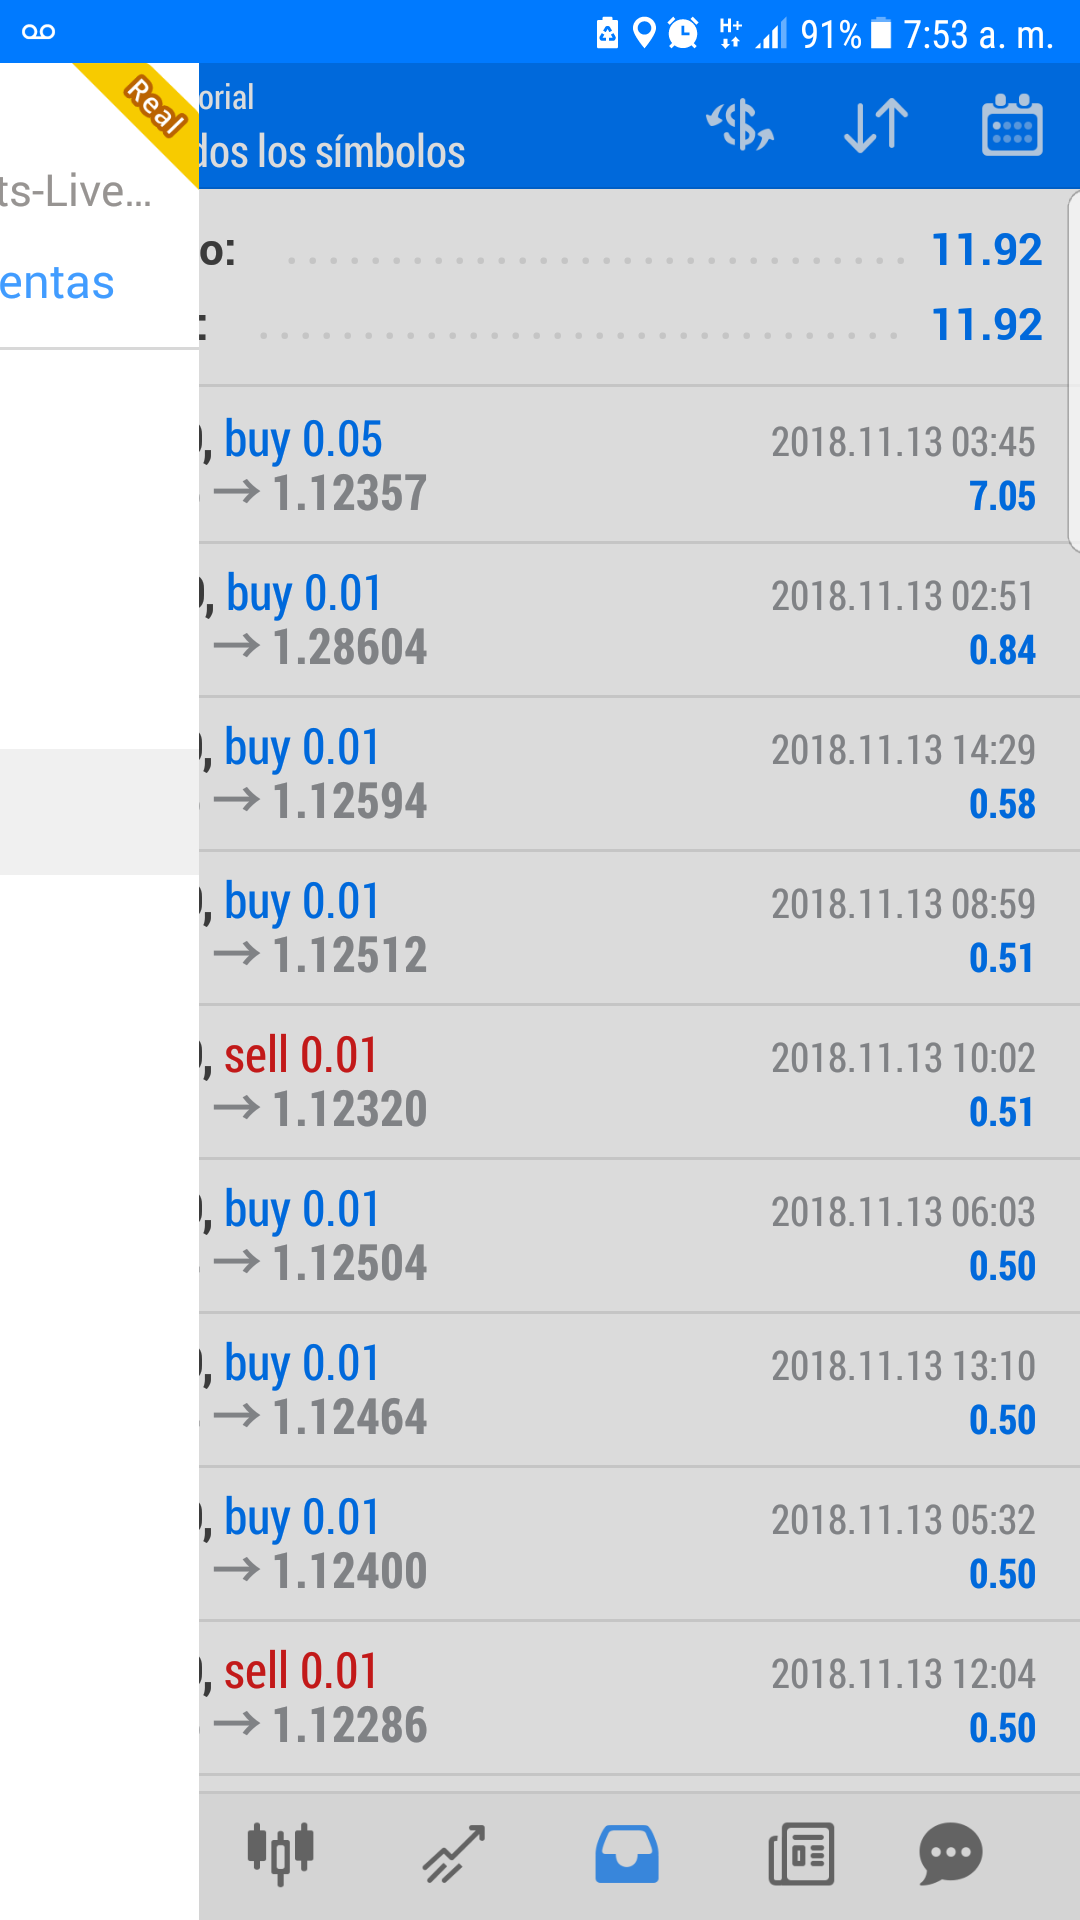 H+ 91% 7:53 a. m.
Real
orial
dos los símbolos
ts-Live...
entas
o: 11.92
: 11.92
, buy 0.05 2018.11.13 03:45
→ 1.12357 7.05
, buy 0.01 2018.11.13 02:51
→ 1.28604 0.84
, buy 0.01 2018.11.13 14:29
→ 1.12594 0.58
, buy 0.01 2018.11.13 08:59
→ 1.12512 0.51
, sell 0.01 2018.11.13 10:02
→ 1.12320 0.51
, buy 0.01 2018.11.13 06:03
→ 1.12504 0.50
, buy 0.01 2018.11.13 13:10
→ 1.12464 0.50
, buy 0.01 2018.11.13 05:32
→ 1.12400 0.50
, sell 0.01 2018.11.13 12:04
→ 1.12286 0.50